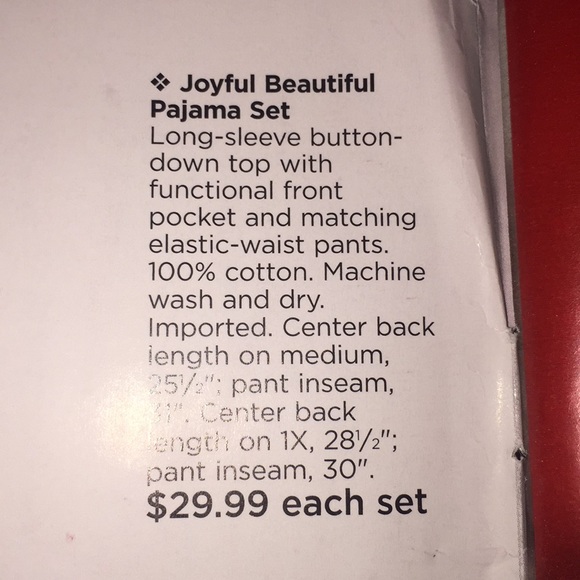 ❖ Joyful Beautiful
Pajama Set
Long-sleeve button-
down top with
functional front
pocket and matching
elastic-waist pants.
100% cotton. Machine
wash and dry.
Imported. Center back
length on medium,
25½"; pant inseam,
31". Center back
length on 1X, 28½";
pant inseam, 30".
$29.99 each set